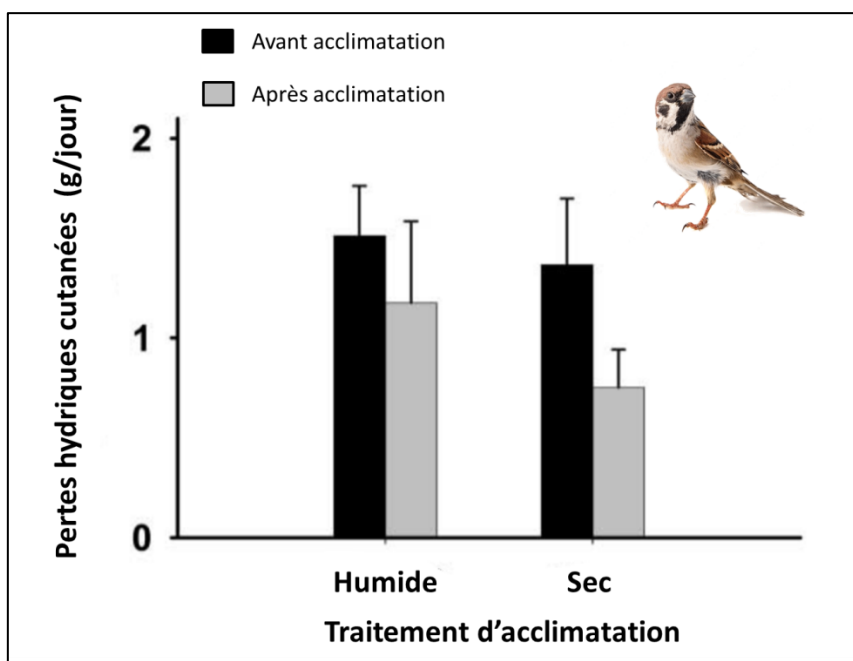 Avant acclimatation
Après acclimatation
Pertes hydriques cutanées (g/jour)
2
1
0
Humide
Sec
Traitement d’acclimatation